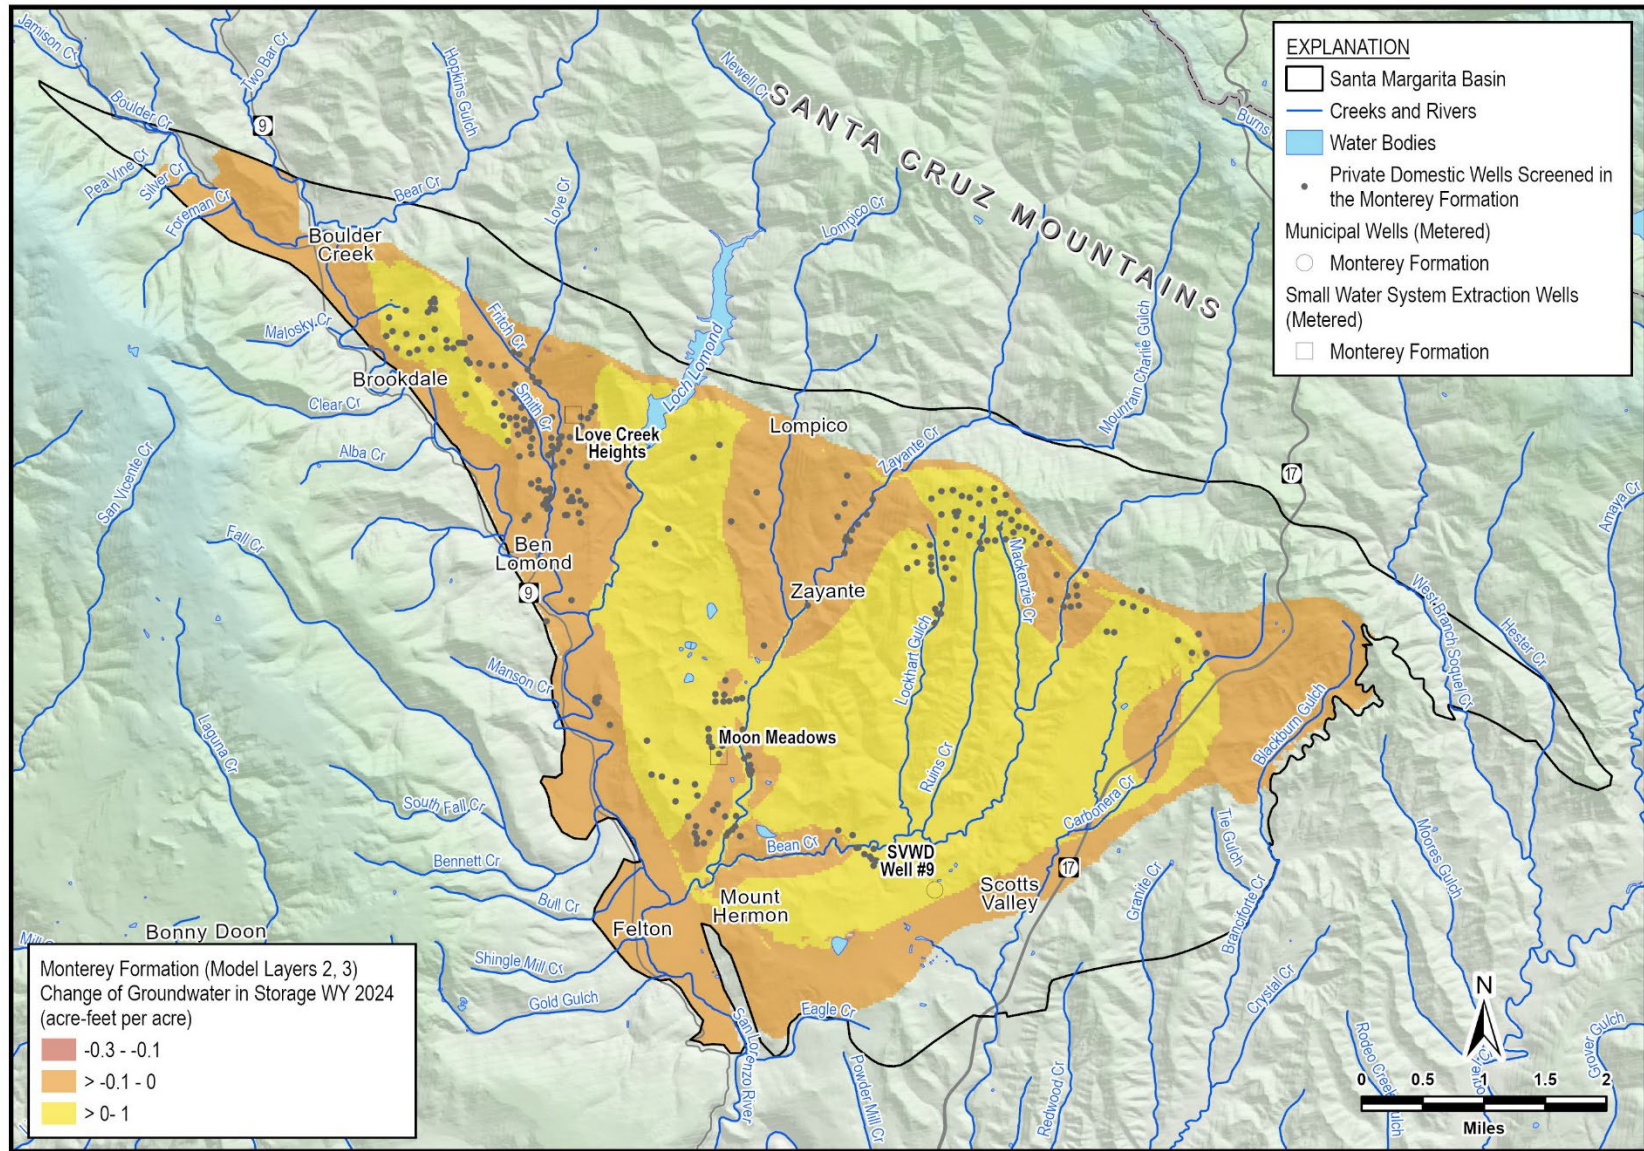 Jamison Cr
Two Bar Cr
Hopkins Gulch
Newell Cr
SANTA CRUZ MOUNTAINS
Boulder Cr
9
Pea Vine Cr
Silver Cr
Foreman Cr
Bear Cr
Love Cr
Lompico Cr
Boulder
Creek
Malosky Cr
Fritch Cr
Loch Lomond
Mountain Charlie Gulch
Brookdale
Clear Cr
Smith Cr
Love Creek
Heights
Lompico
Zayante Cr
17
Alba Cr
San Vicente Cr
Amaya Cr
Fall Cr
Ben
Lomond
9
Zayante
Mackenzie Cr
Lockhart Gulch
West Branch Soquel Cr
Hester Cr
Manson Cr
Laguna Cr
Moon Meadows
Ruins Cr
Blackburn Gulch
South Fall Cr
Carbonera Cr
Tie Gulch
Moores Gulch
Bennett Cr
Bean Cr
SVWD
Well #9
17
Scotts
Valley
Granite Cr
Branciforte Cr
Bull Cr
Mount
Hermon
Felton
Bonny Doon
Shingle Mill Cr
Gold Gulch
Crystal Cr
Eagle Cr
San Lorenzo River
Powder Mill Cr
Redwood Cr
Rodeo Creek Gulch
Grover Gulch
EXPLANATION
Santa Margarita Basin
Creeks and Rivers
Water Bodies
Private Domestic Wells Screened in
the Monterey Formation
Municipal Wells (Metered)
Monterey Formation
Small Water System Extraction Wells
(Metered)
Monterey Formation
Monterey Formation (Model Layers 2, 3)
Change of Groundwater in Storage WY 2024
(acre-feet per acre)
-0.3 - -0.1
> -0.1 - 0
> 0- 1
N
0 0.5 1 1.5 2
Miles